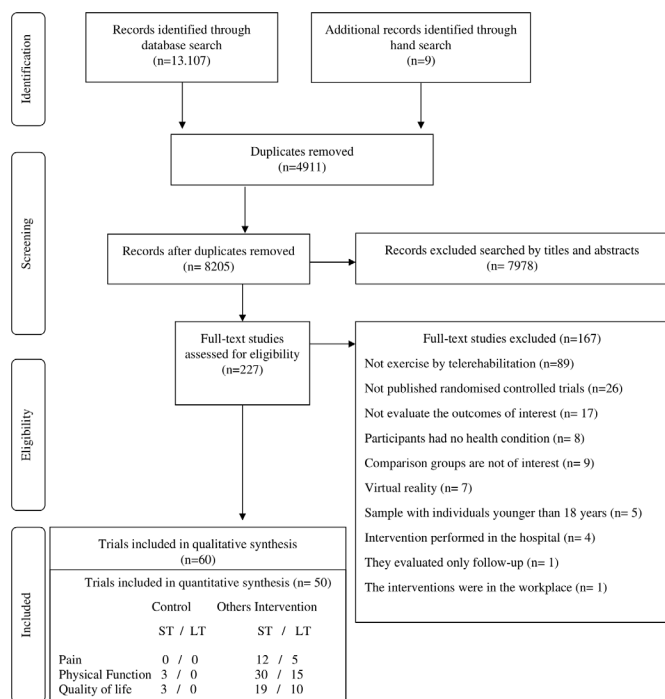 Identification
Records identified through
database search
(n=13.107)
Additional records identified through
hand search
(n=9)
Duplicates removed
(n=4911)
Screening
Records after duplicates removed
(n= 8205)
Records excluded searched by titles and abstracts
(n= 7978)
Full-text studies
assessed for eligibility
(n=227)
Full-text studies excluded (n=167)
Not exercise by telerehabilitation (n=89)
Not published randomised controlled trials (n=26)
Not evaluate the outcomes of interest (n= 17)
Participants had no health condition (n= 8)
Comparison groups are not of interest (n= 9)
Virtual reality (n= 7)
Sample with individuals younger than 18 years (n= 5)
Intervention performed in the hospital (n= 4)
They evaluated only follow-up (n= 1)
The interventions were in the workplace (n= 1)
Eligibility
Included
Trials included in qualitative synthesis
(n=60)
Trials included in quantitative synthesis (n= 50)
Control Others Intervention
ST / LT ST / LT
Pain 0 / 0 12 / 5
Physical Function 3 / 0 30 / 15
Quality of life 3 / 0 19 / 10